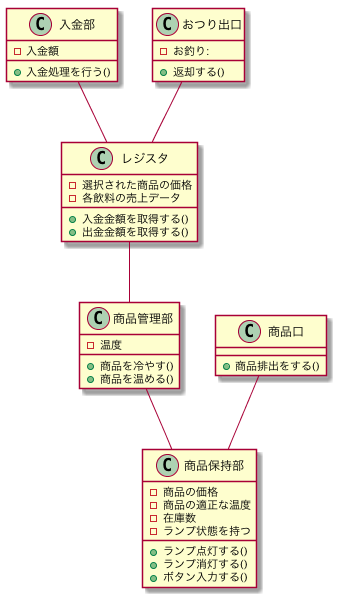 C 入金部
入金額
入金処理を行う()
C おつり出口
お釣り:
返却する()
C レジスタ
選択された商品の価格
各飲料の売上データ
入金金額を取得する()
出金金額を取得する()
C 商品管理部
温度
商品を冷やす()
商品を温める()
C 商品口
商品排出をする()
C 商品保持部
商品の価格
商品の適正な温度
在庫数
ランプ状態を持つ
ランプ点灯する()
ランプ消灯する()
ボタン入力する()